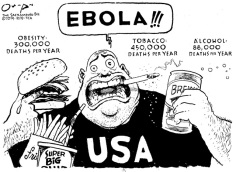 EBOLA!!!
OBESITY:
300,000
DEATHS PER YEAR
TOBACCO:
450,000
DEATHS PER YEAR
ALCOHOL:
88,000
DEATHS PER YEAR
BREW
USA
SUPER
BIG